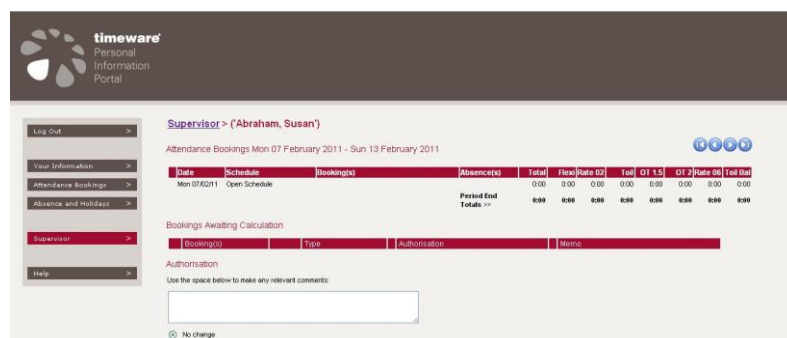 timeware
Personal
Information
Portal
Log Out >
Your Information >
Attendance Bookings >
Absence and Holidays >
Supervisor >
Help >
Supervisor > ('Abraham, Susan')
Attendance Bookings Mon 07 February 2011 - Sun 13 February 2011
Date Schedule Booking(s) Absence(s) Total Flexi Rate 02 Toil OT 1.5 OT 2 Rate 06 Toil Bal
Mon 07/02/11 Open Schedule 0:00 0:00 0:00 0:00 0:00 0:00 0:00 0:00
Period End
Totals >> 0:00 0:00 0:00 0:00 0:00 0:00 0:00 0:00
Bookings Awaiting Calculation
Booking(s) Type Authorisation Memo
Authorisation
Use the space below to make any relevant comments:
No change